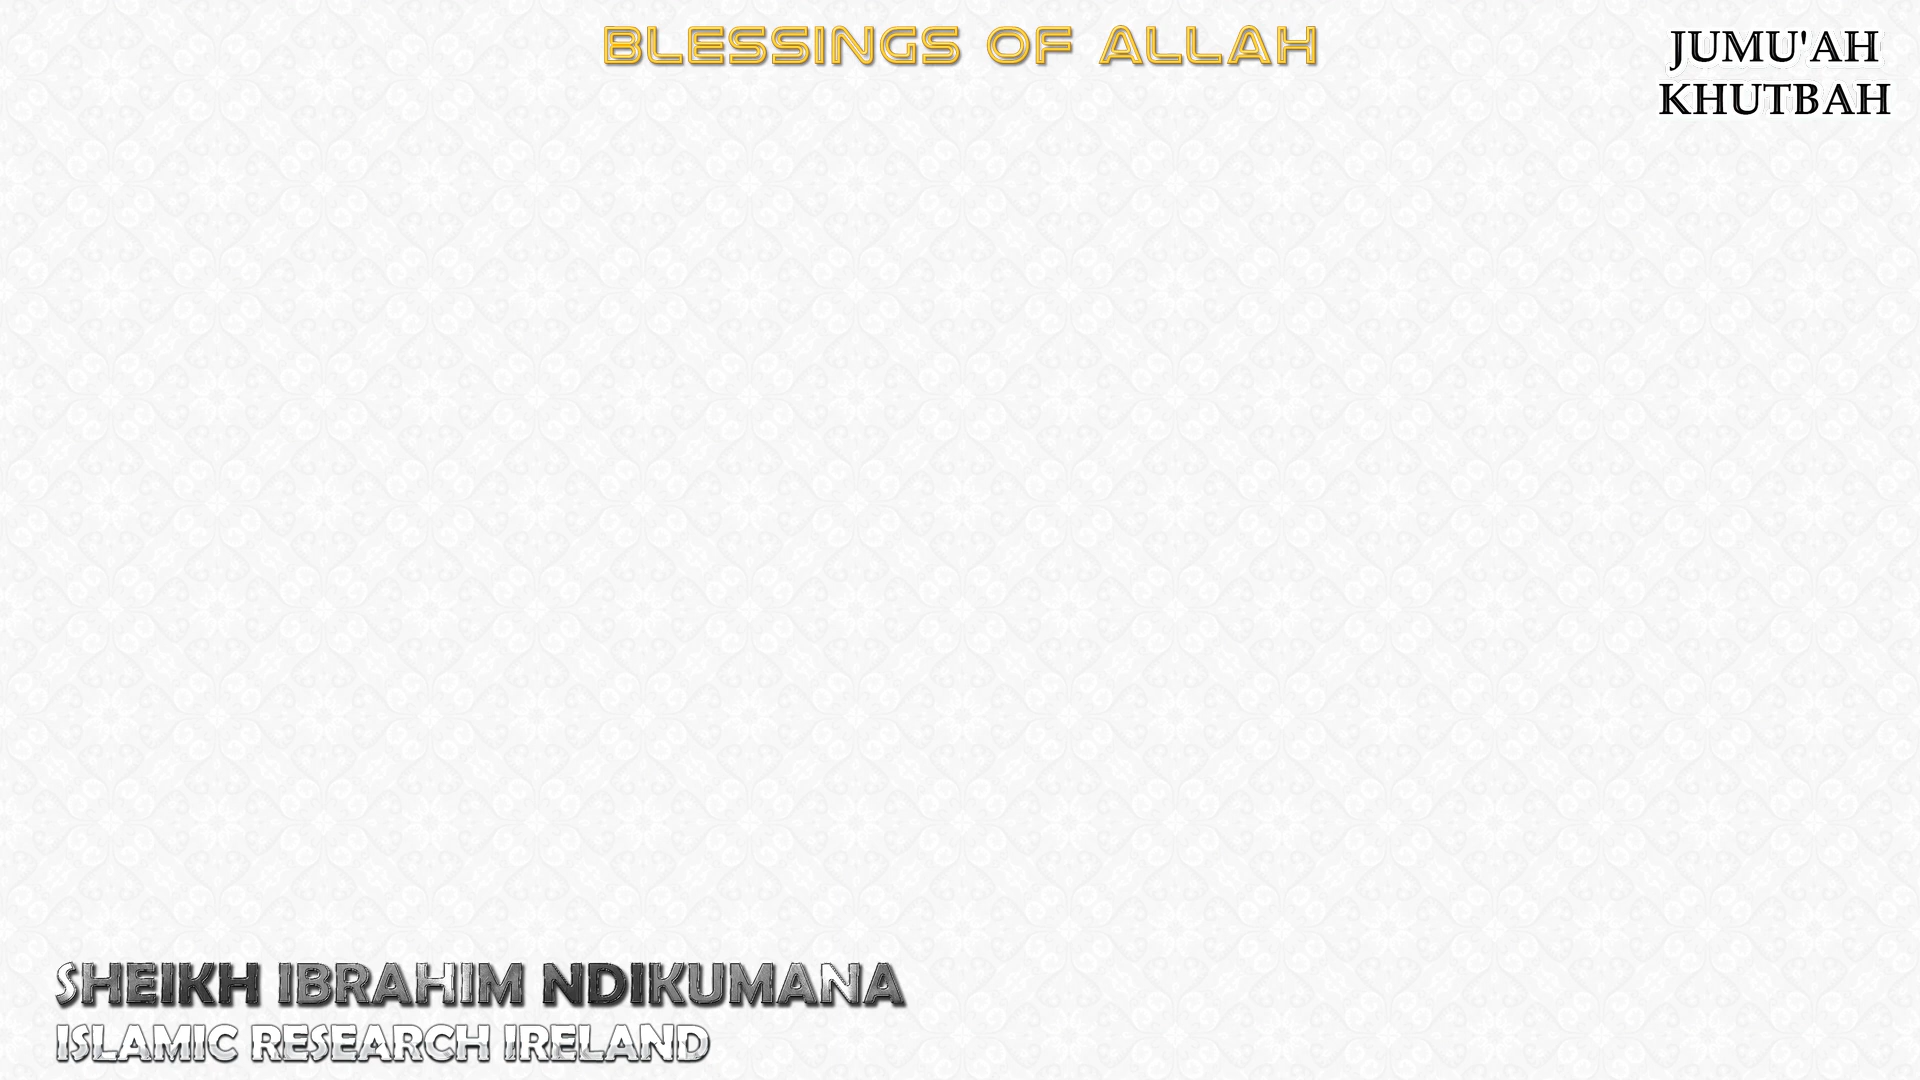 BLESSINGS OF ALLAH
JUMU'AH
KHUTBAH
SHEIKH IBRAHIM NDIKUMANA
ISLAMIC RESEARCH IRELAND